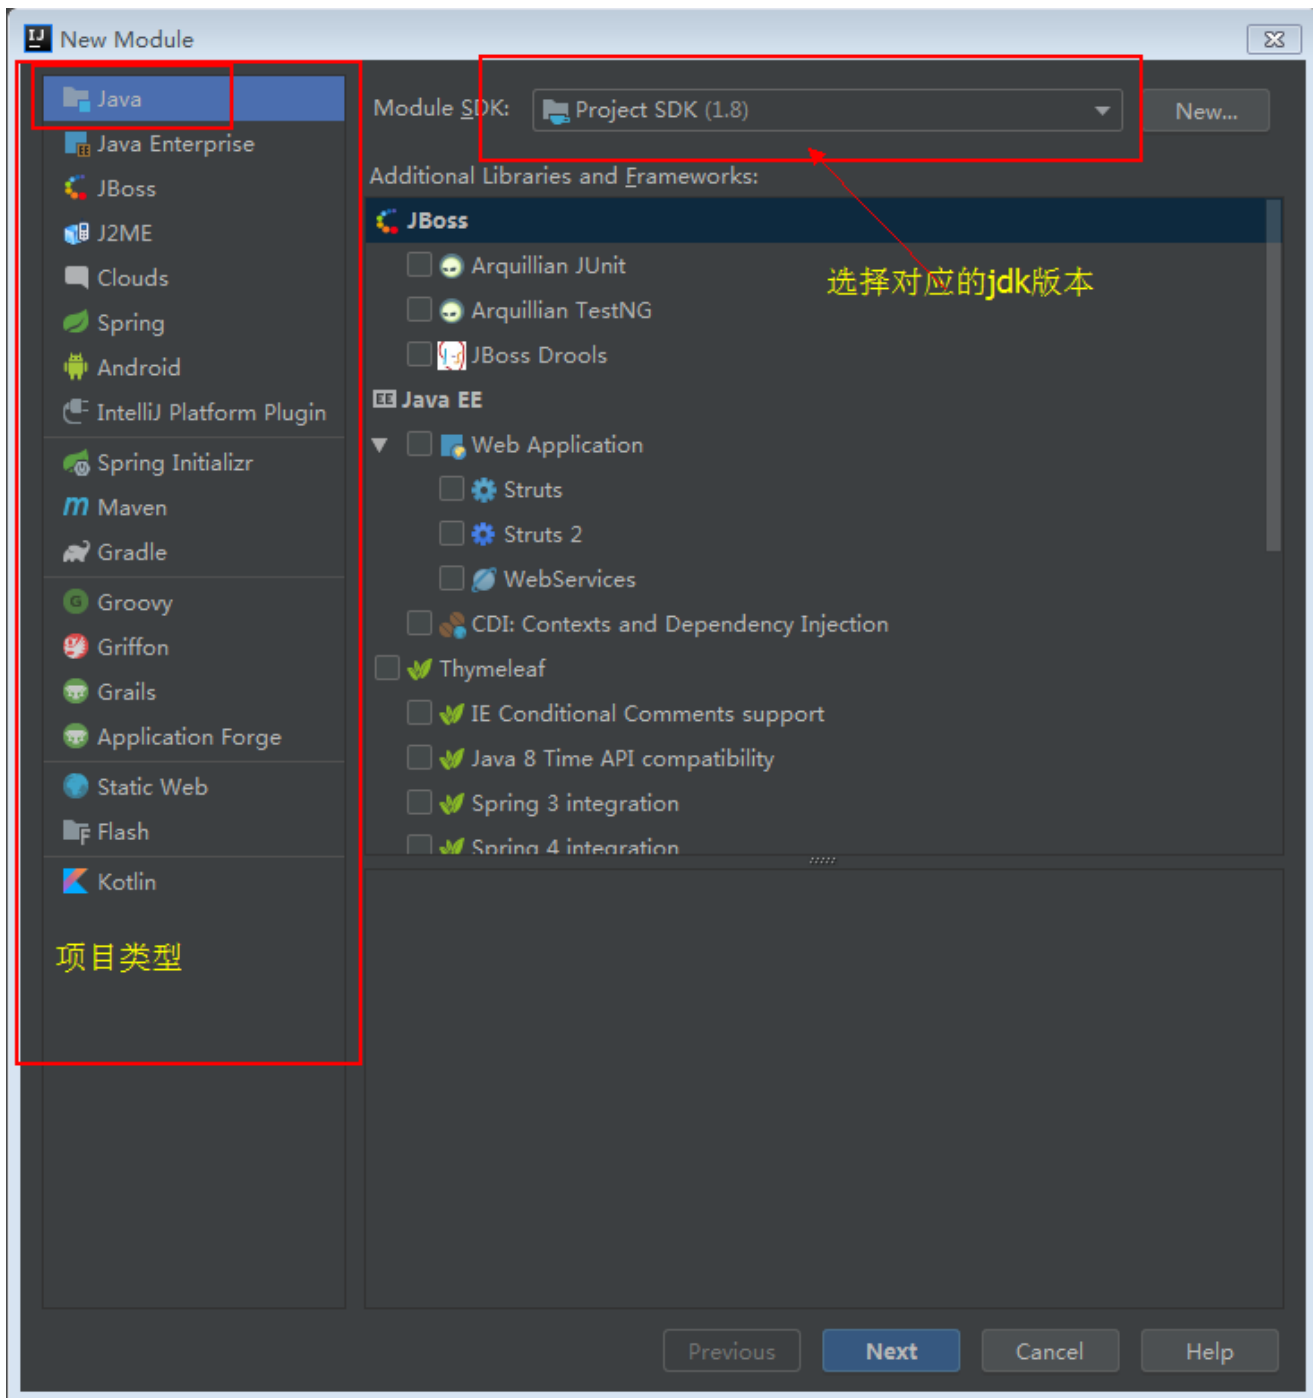 New Module
Java
Java Enterprise
JBoss
J2ME
Clouds
Spring
Android
IntelliJ Platform Plugin
Spring Initializr
Maven
Gradle
Groovy
Griffon
Grails
Application Forge
Static Web
Flash
Kotlin
项目类型
Module SDK: Project SDK (1.8) New...
Additional Libraries and Frameworks:
JBoss
Arquillian JUnit
选择对应的jdk版本
Arquillian TestNG
JBoss Drools
Java EE
Web Application
Struts
Struts 2
WebServices
CDI: Contexts and Dependency Injection
Thymeleaf
IE Conditional Comments support
Java 8 Time API compatibility
Spring 3 integration
Spring 4 integration
Previous Next Cancel Help